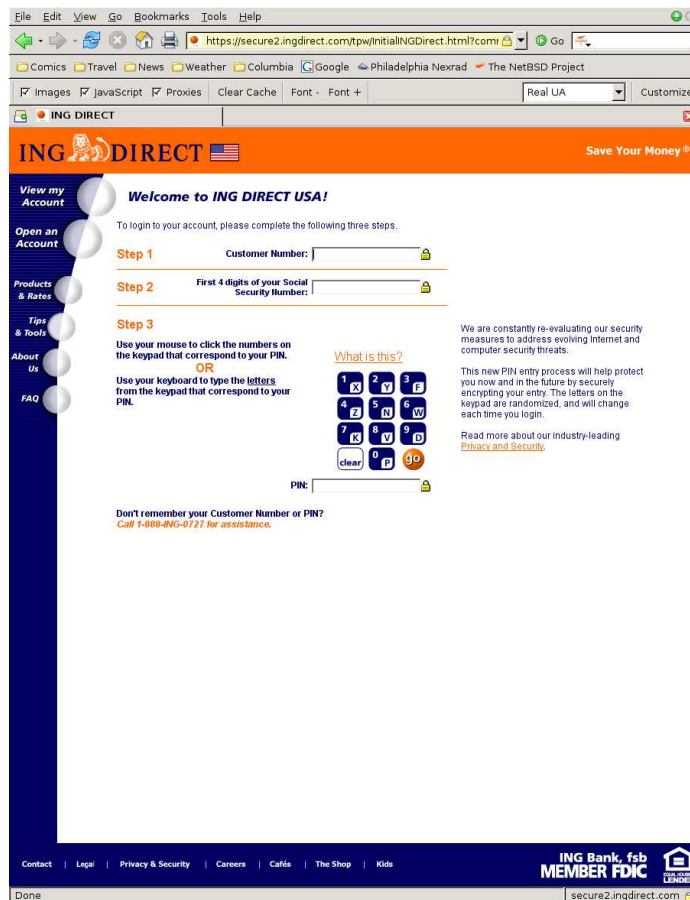 File Edit View Go Bookmarks Tools Help
https://secure2.ingdirect.com/tpw/InitialINGDirect.html?com Go
Comics Travel News Weather Columbia Google Philadelphia Nexrad The NetBSD Project
Images JavaScript Proxies Clear Cache Font - Font + Real UA Customize
ING DIRECT
ING DIRECT
Save Your Money®
View my
Account
Open an
Account
Products
& Rates
Tips
& Tools
About
Us
FAQ
Welcome to ING DIRECT USA!
To login to your account, please complete the following three steps.
Step 1 Customer Number:
Step 2 First 4 digits of your Social
Security Number:
Step 3
Use your mouse to click the numbers on
the keypad that correspond to your PIN.
OR
Use your keyboard to type the letters
from the keypad that correspond to your
PIN.
What is this?
1 X 2 Y 3 F
4 Z 5 N 6 W
7 K 8 V 9 D
clear 0 P go
PIN:
We are constantly re-evaluating our security
measures to address evolving Internet and
computer security threats.
This new PIN entry process will help protect
you now and in the future by securely
encrypting your entry. The letters on the
keypad are randomized, and will change
each time you login.
Read more about our industry-leading
Privacy and Security.
Don't remember your Customer Number or PIN?
Call 1-888-ING-0727 for assistance.
Contact | Legal | Privacy & Security | Careers | Cafés | The Shop | Kids
ING Bank, fsb
MEMBER FDIC
EQUAL HOUSING
LENDER
Done secure2.ingdirect.com